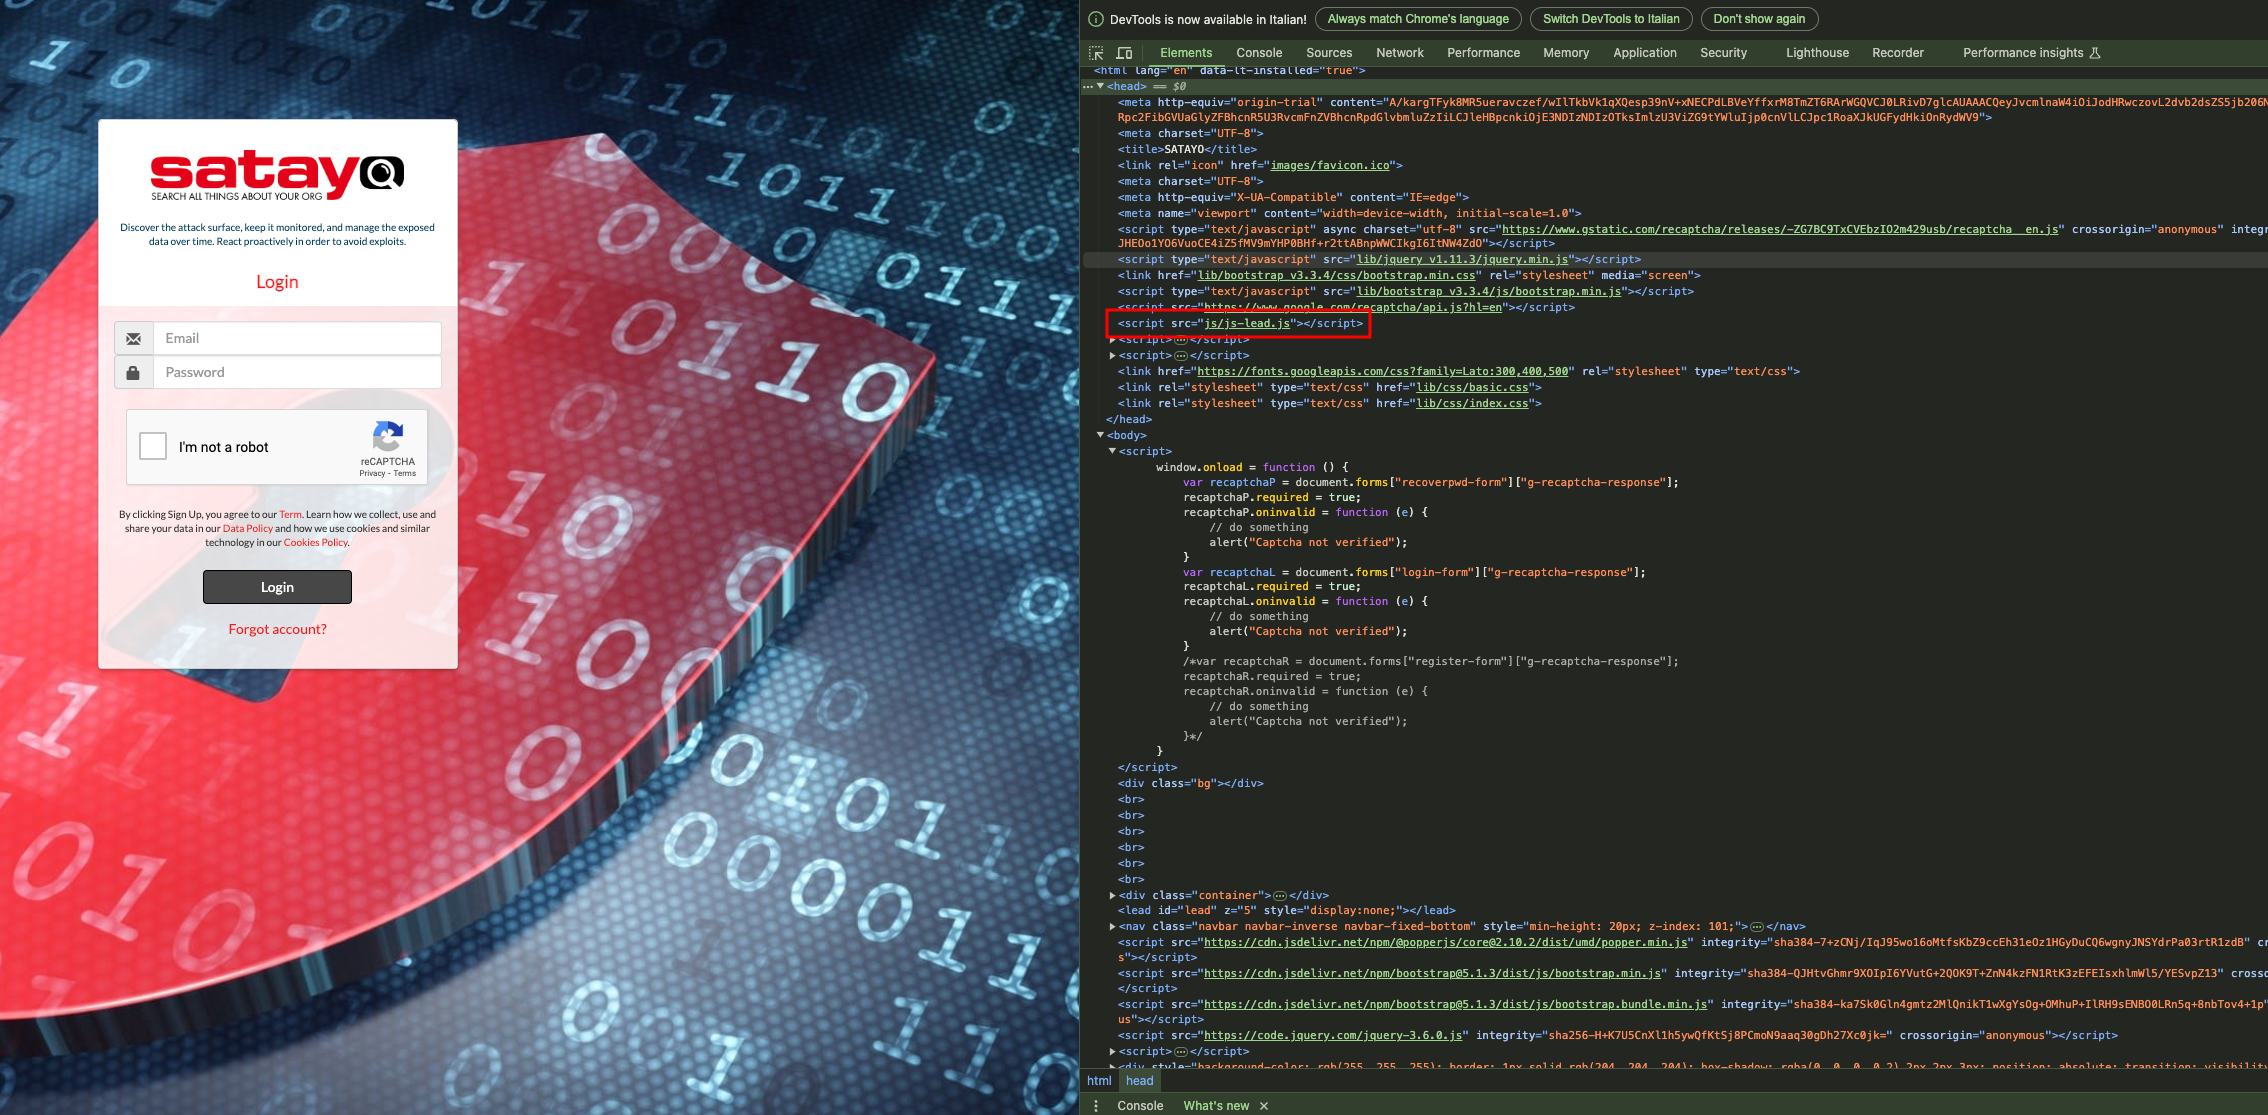 satayo
SEARCH ALL THINGS ABOUT YOUR ORG
Discover the attack surface, keep it monitored, and manage the exposed
data over time. React proactively in order to avoid exploits.
Login
Email
Password
I'm not a robot
reCAPTCHA
Privacy - Terms
By clicking Sign Up, you agree to our Term. Learn how we collect, use and
share your data in our Data Policy and how we use cookies and similar
technology in our Cookies Policy.
Login
Forgot account?
DevTools is now available in Italian! Always match Chrome's language Switch DevTools to Italian Don't show again
Elements Console Sources Network Performance Memory Application Security Lighthouse Recorder Performance insights
<html lang="en" data-lt-installed="true">
<head> == $0
<meta http-equiv="origin-trial" content="
<meta charset="UTF-8">
<title>SATAYO</title>
<link rel="icon" href="images/favicon.ico">
<meta charset="UTF-8">
<meta http-equiv="X-UA-Compatible" content="IE=edge">
<meta name="viewport" content="width=device-width, initial-scale=1.0">
<script type="text/javascript" async charset="utf-8" src="https://www.gstatic.com/recaptcha/releases/-ZG7BC9TxCVEbzIO2m429usb/recaptcha__en.js" crossorigin="anonymous" integ
"></script>
<script type="text/javascript" src="lib/jquery_v1.11.3/jquery.min.js"></script>
<link href="lib/bootstrap_v3.3.4/css/bootstrap.min.css" rel="stylesheet" media="screen">
<script type="text/javascript" src="lib/bootstrap_v3.3.4/js/bootstrap.min.js"></script>
<script src="https://www.google.com/recaptcha/api.js?hl=en"></script>
<script src="js/js-lead.js"></script>
<script>…</script>
<script>…</script>
<link href="https://fonts.googleapis.com/css?family=Lato:300,400,500" rel="stylesheet" type="text/css">
<link rel="stylesheet" type="text/css" href="lib/css/basic.css">
<link rel="stylesheet" type="text/css" href="lib/css/index.css">
</head>
<body>
<script>
window.onload = function () {
var recaptchaP = document.forms["recoverpwd-form"]["g-recaptcha-response"];
recaptchaP.required = true;
recaptchaP.oninvalid = function (e) {
// do something
alert("Captcha not verified");
}
var recaptchaL = document.forms["login-form"]["g-recaptcha-response"];
recaptchaL.required = true;
recaptchaL.oninvalid = function (e) {
// do something
alert("Captcha not verified");
}
/*var recaptchaR = document.forms["register-form"]["g-recaptcha-response"];
recaptchaR.required = true;
recaptchaR.oninvalid = function (e) {
// do something
alert("Captcha not verified");
}*/
}
</script>
<div class="bg"></div>
<br>
<br>
<br>
<br>
<br>
<br>
<div class="container">…</div>
<lead id="lead" z="5" style="display:none;"></lead>
<nav class="navbar navbar-inverse navbar-fixed-bottom" style="min-height: 20px; z-index: 101;">…</nav>
<script src="https://cdn.jsdelivr.net/npm/@popperjs/core@2.10.2/dist/umd/popper.min.js" integrity="sha384-7+zCNj/IqJ95wo16oMtfsKbZ9ccEh31eOz1HGyDuCQ6wgnyJNSYdrPa03rtR1zdB" cr
s"></script>
<script src="https://cdn.jsdelivr.net/npm/bootstrap@5.1.3/dist/js/bootstrap.min.js" integrity="sha384-QJHtvGhmr9XOIpI6YVutG+2QOK9T+ZnN4kzFN1RtK3zEFEIsxhlmWl5/YESvpZ13" crosso
</script>
<script src="https://cdn.jsdelivr.net/npm/bootstrap@5.1.3/dist/js/bootstrap.bundle.min.js" integrity="sha384-ka7Sk0Gln4gmtz2MlQnikT1wXgYsOg+OMhuP+IlRH9sENBO0LRn5q+8nbTov4+1p"
us"></script>
<script src="https://code.jquery.com/jquery-3.6.0.js" integrity="sha256-H+K7U5CnXl1h5ywQfKtSj8PCmoN9aaq30gDh27Xc0jk=" crossorigin="anonymous"></script>
<script>…</script>
html head
Console What's new